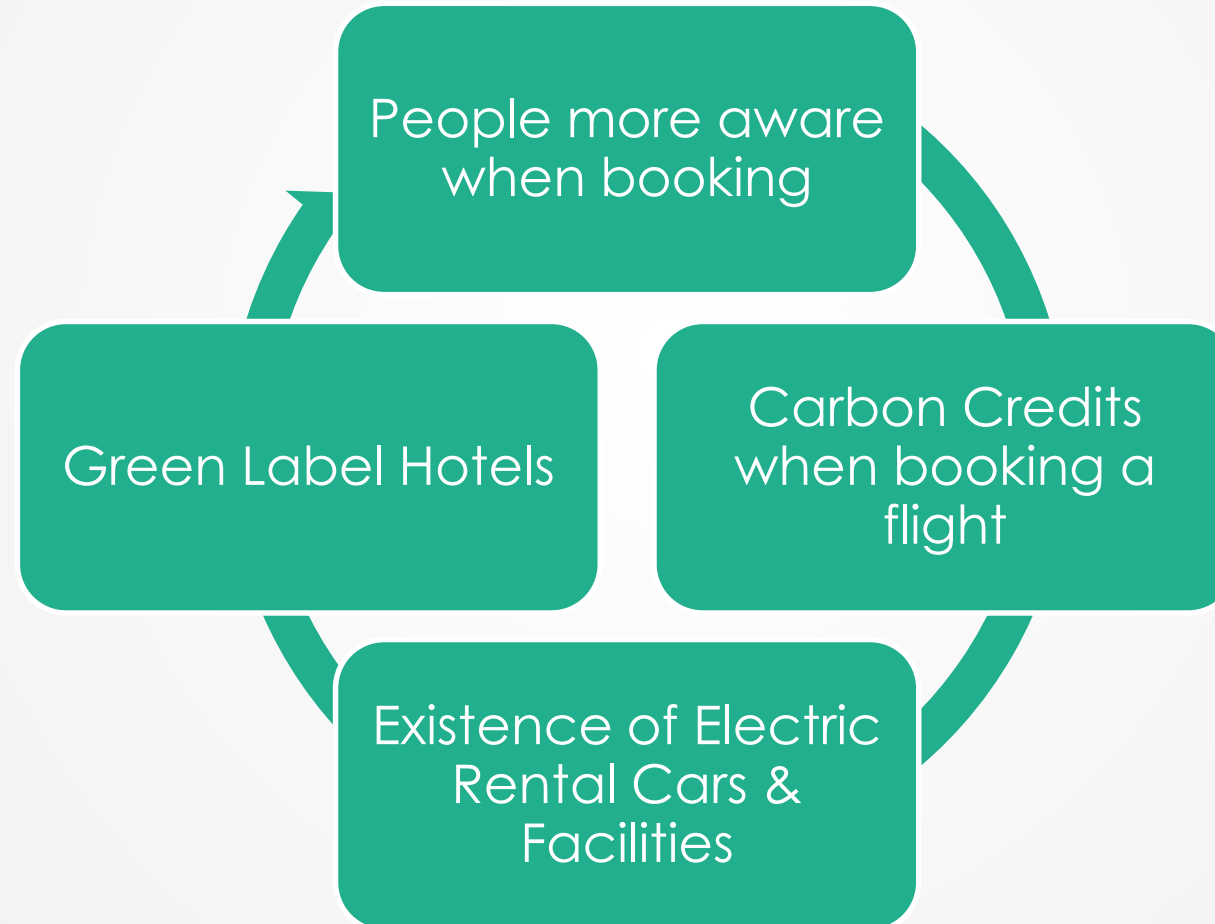 People more aware
when booking
Carbon Credits
when booking a
flight
Existence of Electric
Rental Cars &
Facilities
Green Label Hotels